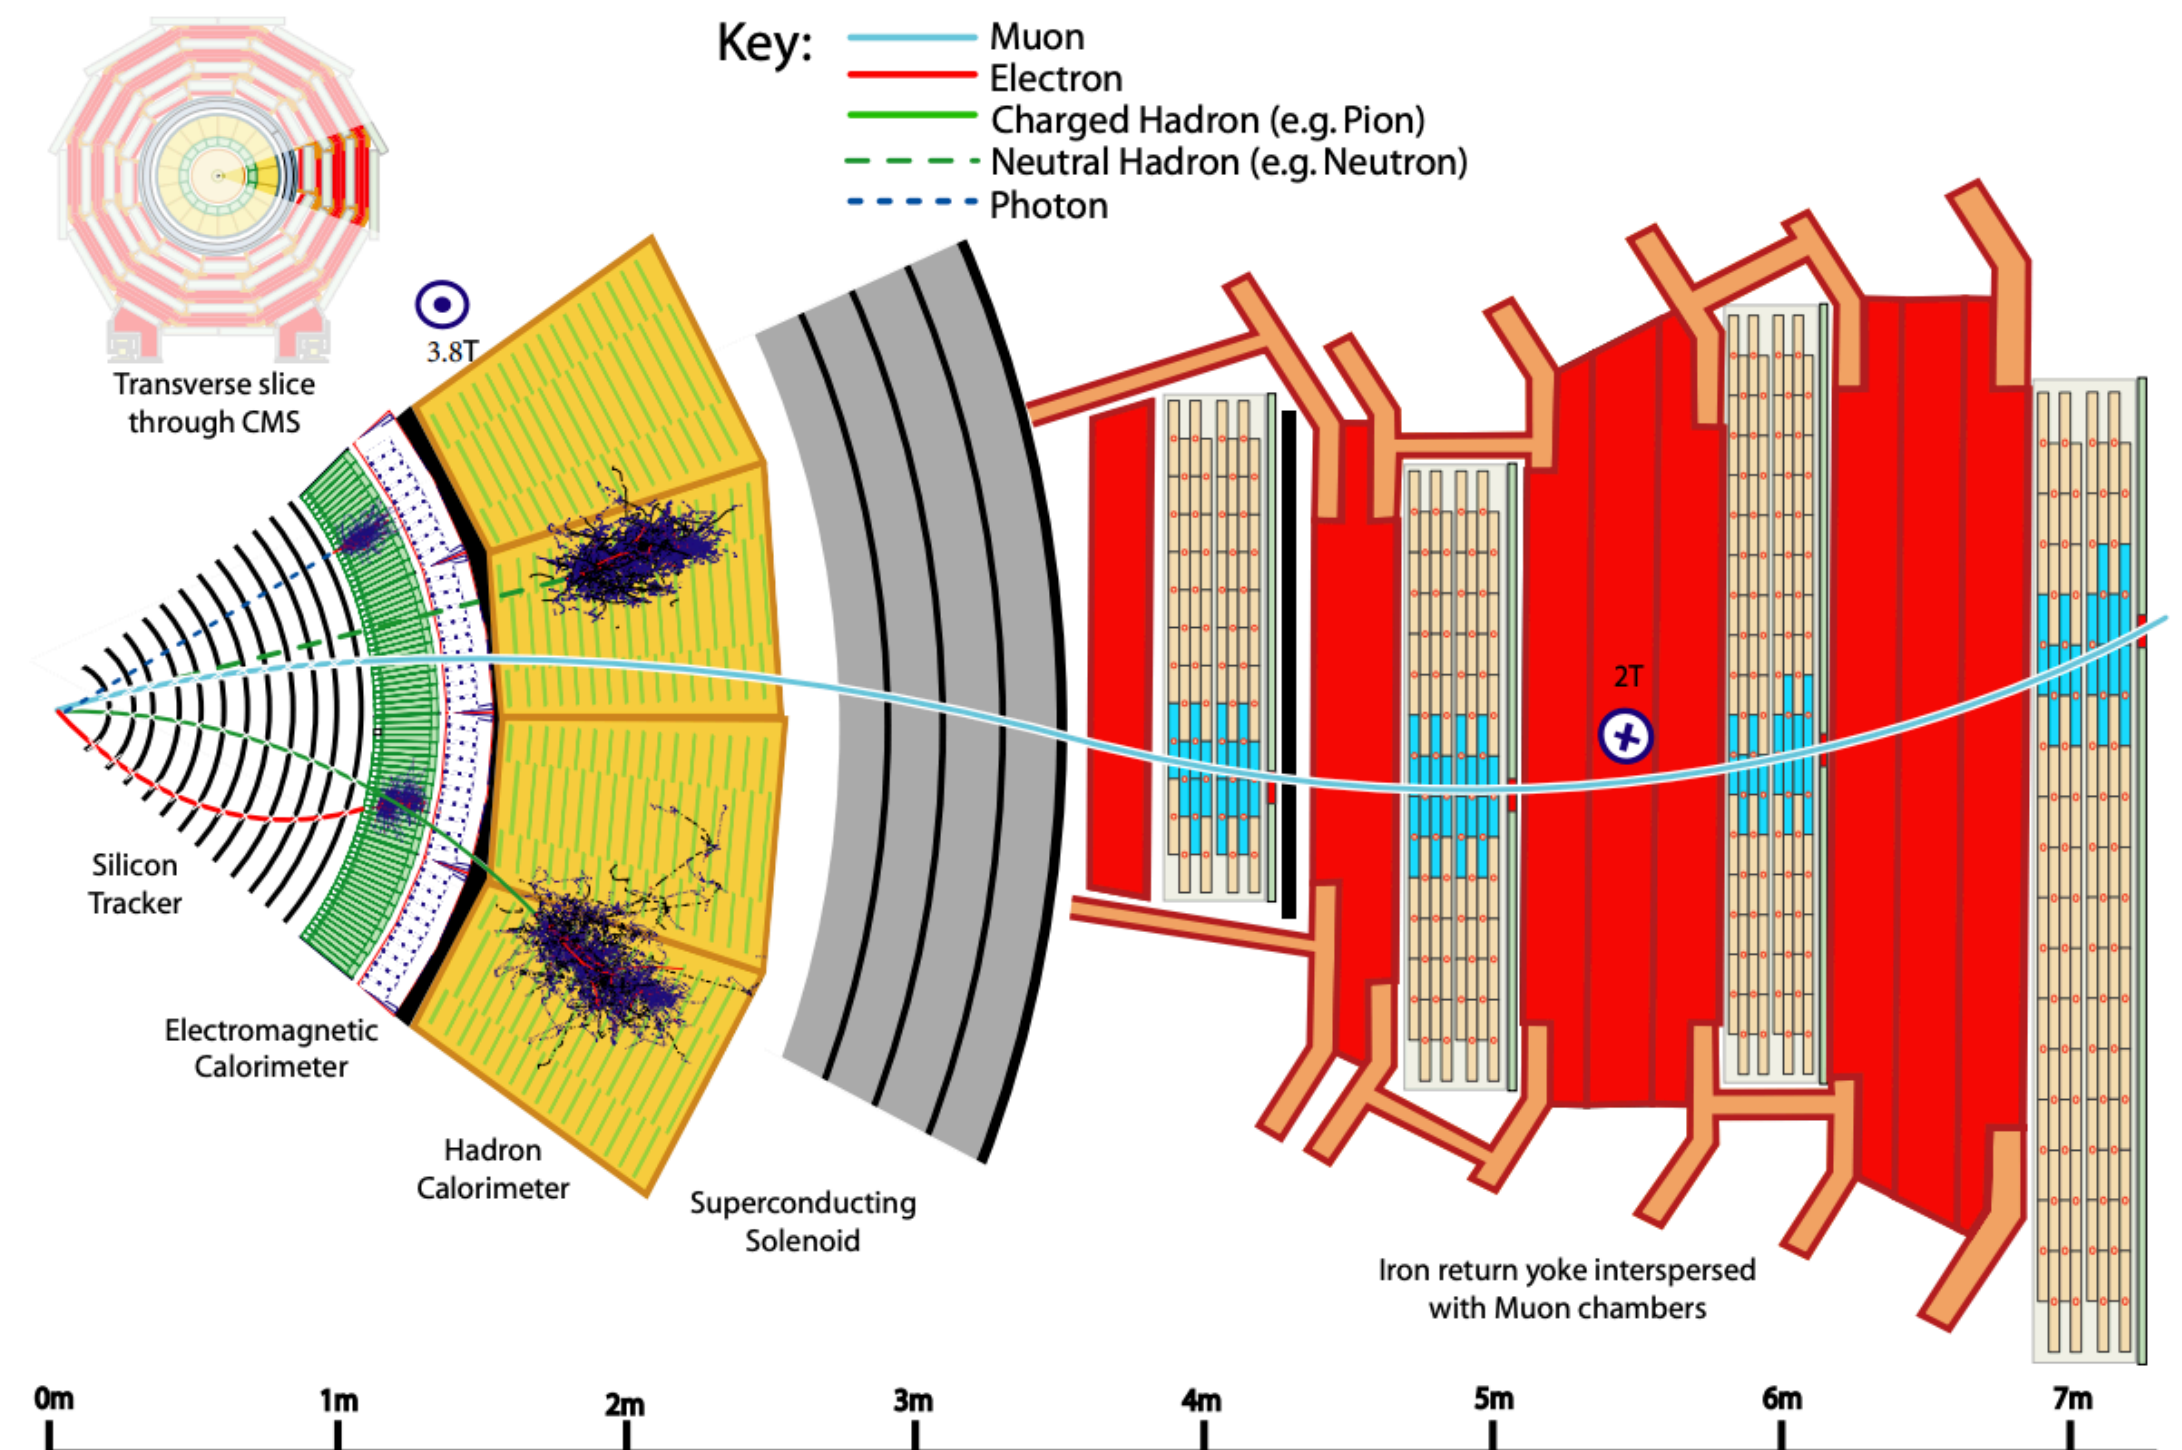 Key:
Muon
Electron
Charged Hadron (e.g. Pion)
Neutral Hadron (e.g. Neutron)
Photon
3.8T
Transverse slice
through CMS
2T
Silicon
Tracker
Electromagnetic
Calorimeter
Hadron
Calorimeter
Superconducting
Solenoid
Iron return yoke interspersed
with Muon chambers
0m 1m 2m 3m 4m 5m 6m 7m